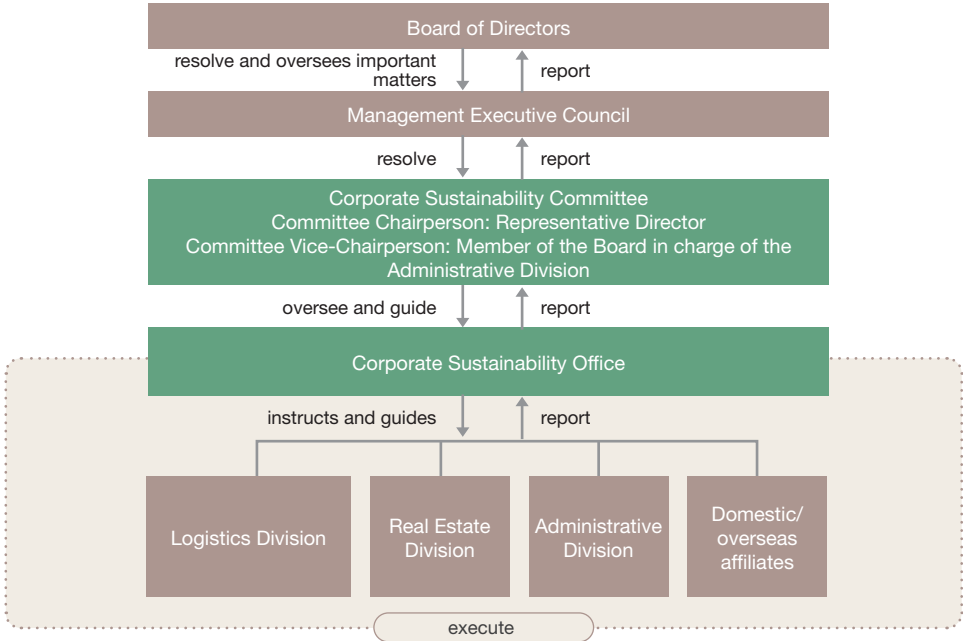 Board of Directors
resolve and oversees important
matters
report
Management Executive Council
resolve
report
Corporate Sustainability Committee
Committee Chairperson: Representative Director
Committee Vice-Chairperson: Member of the Board in charge of the
Administrative Division
oversee and guide
report
Corporate Sustainability Office
instructs and guides
report
Logistics Division
Real Estate
Division
Administrative
Division
Domestic/
overseas
affiliates
execute